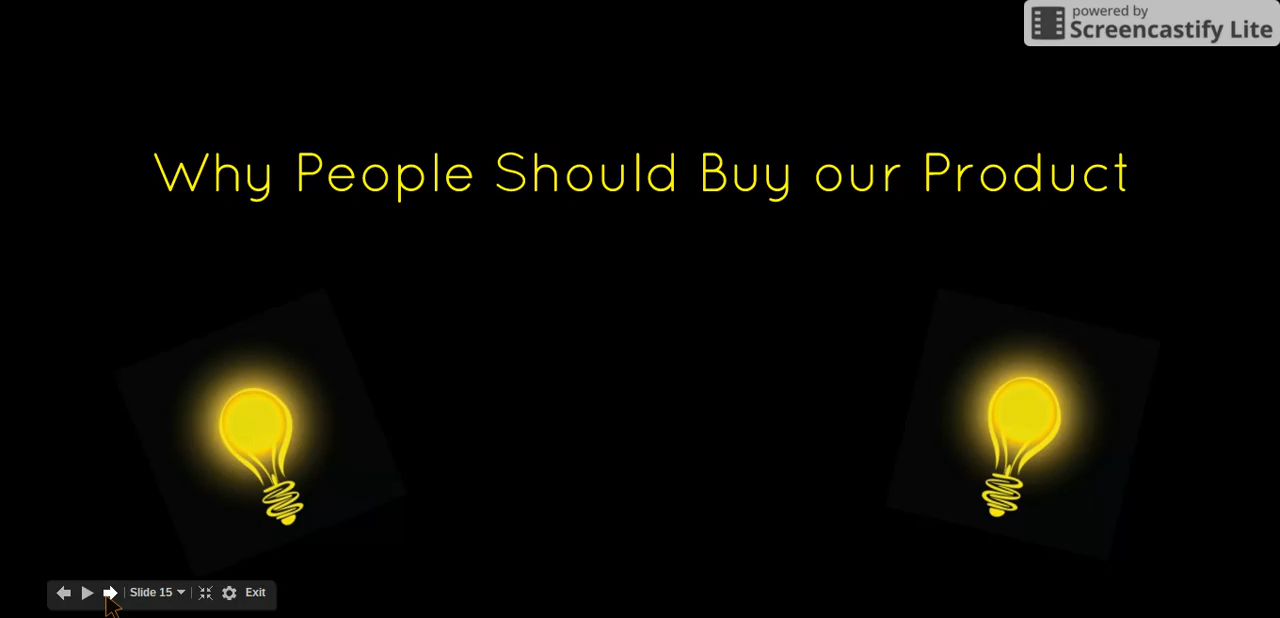 powered by
Screencastify Lite
Why People Should Buy our Product
Slide 15
Exit